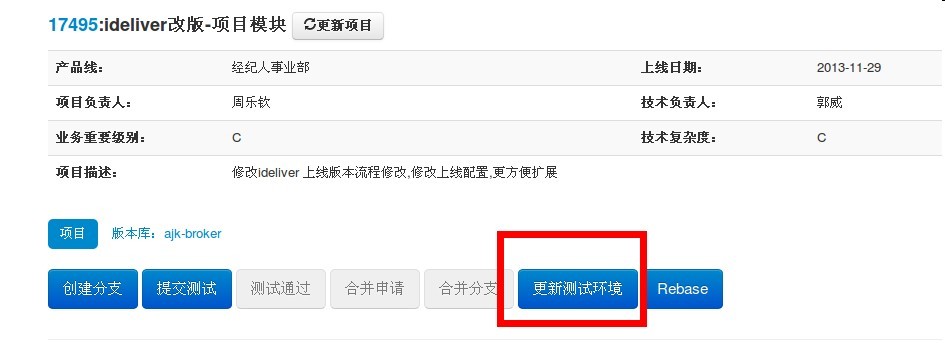 17495:ideliver改版-项目模块 更新项目
产品线： 经纪人事业部 上线日期： 2013-11-29
项目负责人： 周乐钦 技术负责人： 郭威
业务重要级别： C 技术复杂度： C
项目描述： 修改ideliver 上线版本流程修改,修改上线配置,更方便扩展
项目 版本库：ajk-broker
创建分支 提交测试 测试通过 合并申请 合并分支 更新测试环境 Rebase